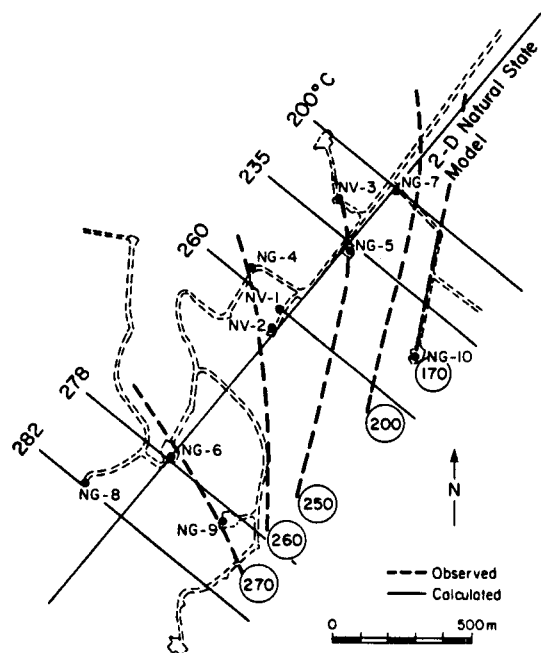 200°C
2-D Natural State
Model
235
NV-3
NG-7
260
NG-4
NG-5
NV-1
NV-2
NG-10
170
278
200
282
NG-6
NG-8
250
N
NG-9
260
270
Observed
Calculated
0 500m